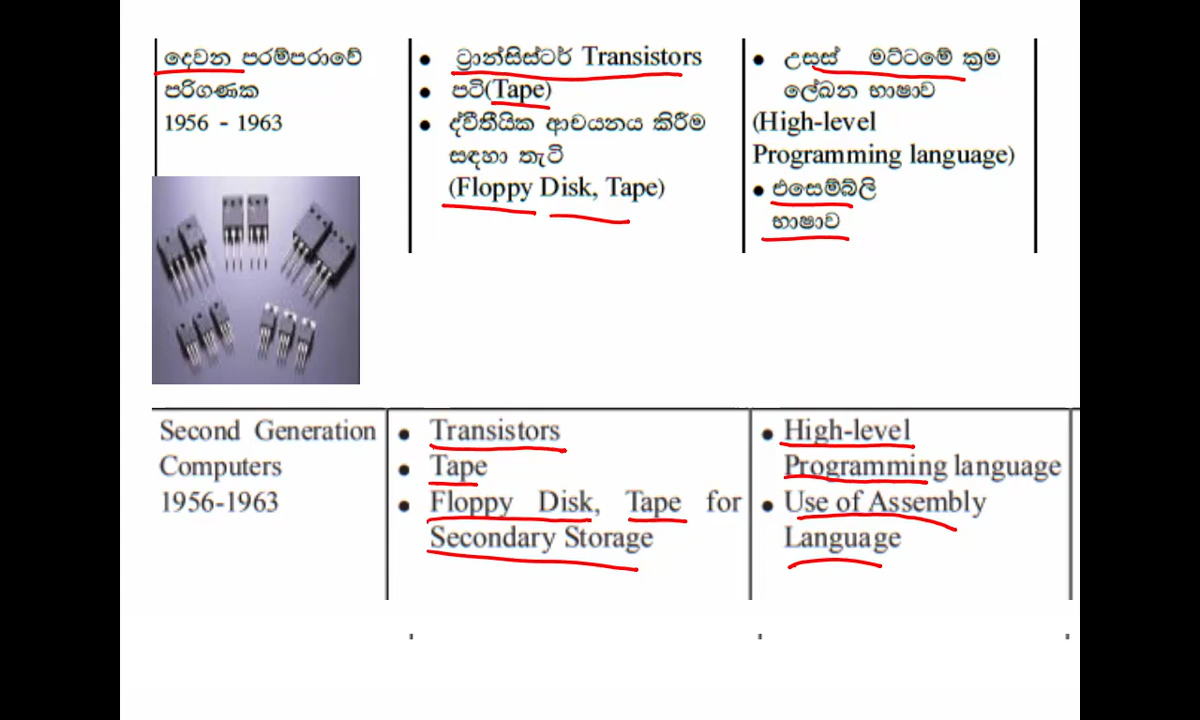 දෙවන පරම්පරාවේ
පරිගණක
1956 - 1963
• ට්‍රාන්සිස්ටර් Transistors
• පටි(Tape)
• ද්වීතීයික ආචයනය කිරීම
සඳහා තැටි
(Floppy Disk, Tape)
• උසස් මට්ටමේ ක්‍රම
ලේඛන භාෂාව
(High-level
Programming language)
• එසෙම්බ්ලි
භාෂාව
Second Generation
Computers
1956-1963
• Transistors
• Tape
• Floppy Disk, Tape for
Secondary Storage
• High-level
Programming language
• Use of Assembly
Language